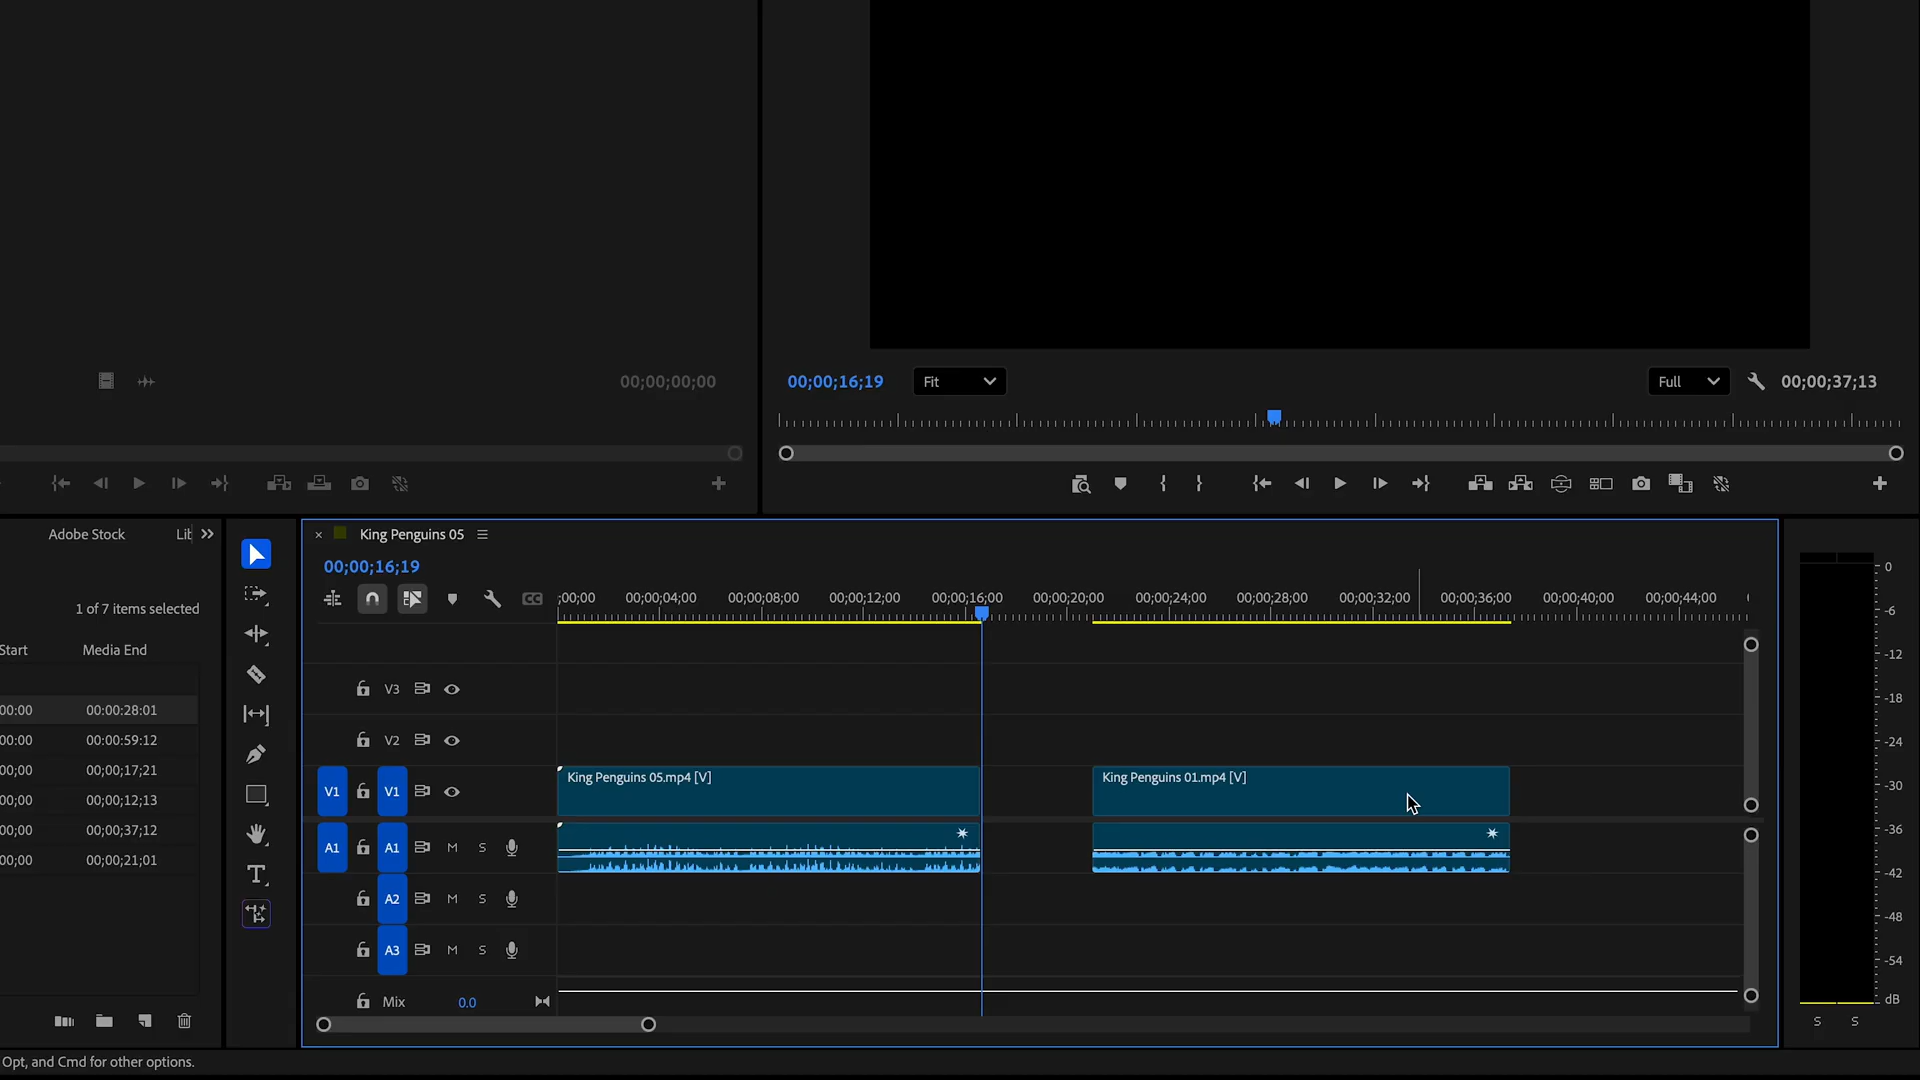 00;00;00;00
00;00;16;19
Fit
Full
00;00;37;13
Adobe Stock
Lit
King Penguins 05
00;00;16;19
1 of 7 items selected
CC
;00;00
00;00;04;00
00;00;08;00
00;00;12;00
00;00;16;00
00;00;20;00
00;00;24;00
00;00;28;00
00;00;32;00
00;00;36;00
00;00;40;00
00;00;44;00
Start
Media End
00:00
00:00:28:01
00:00
00:00:59:12
00;00
00;00;17;21
00;00
00;00;12;13
00;00
00;00;37;12
00;00
00;00;21;01
V3
V2
V1
V1
King Penguins 05.mp4 [V]
King Penguins 01.mp4 [V]
A1
A1
M
S
A2
M
S
A3
M
S
Mix
0.0
T
0
-6
-12
-18
-24
-30
-36
-42
-48
-54
dB
S
S
Opt, and Cmd for other options.